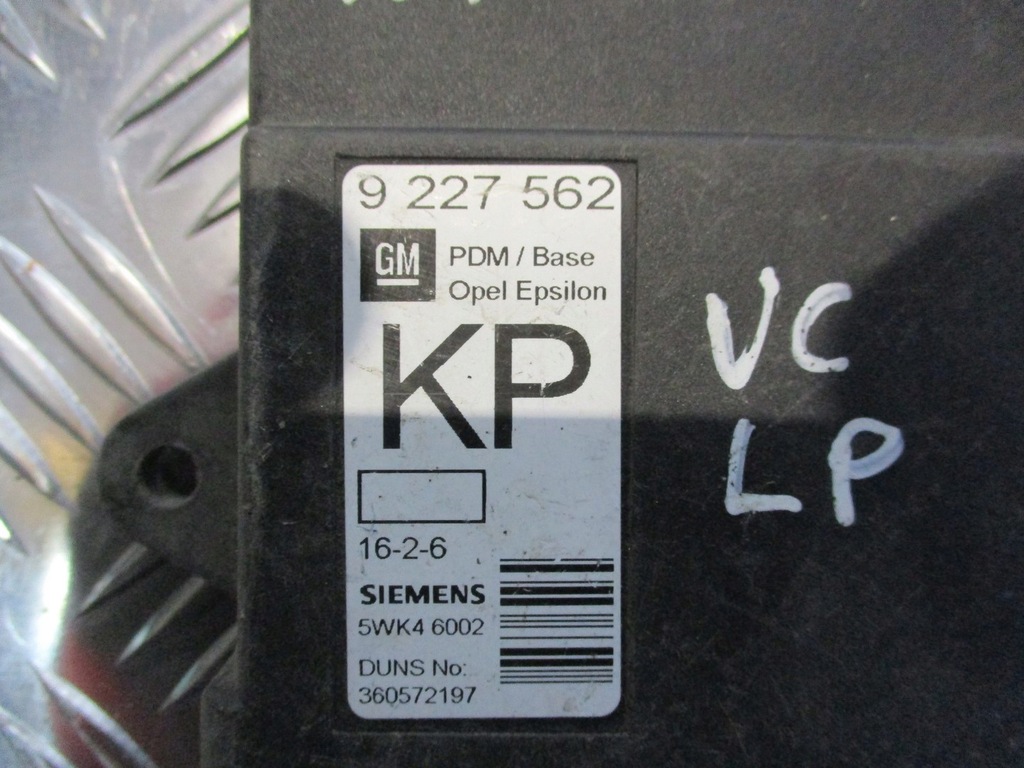 9 227 562
GM
PDM / Base
Opel Epsilon
KP
16-2-6
SIEMENS
5WK4 6002
DUNS No:
360572197
VC
LP